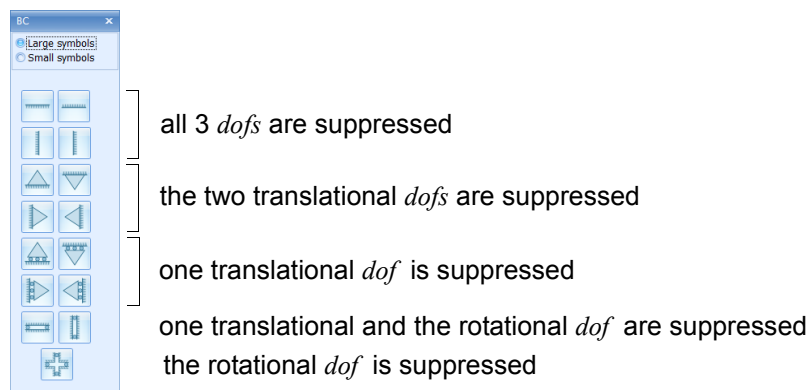 BC ×
Large symbols
Small symbols
all 3 dofs are suppressed
the two translational dofs are suppressed
one translational dof is suppressed
one translational and the rotational dof are suppressed
the rotational dof is suppressed